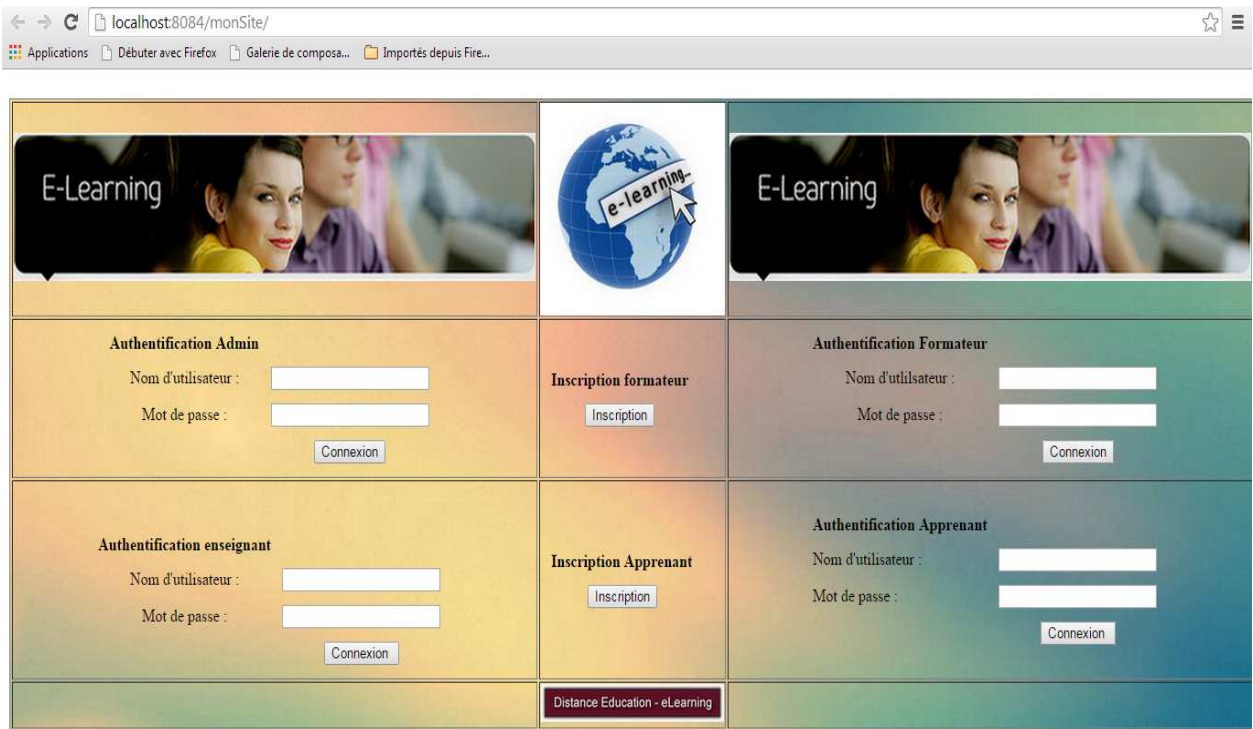 localhost:8084/monSite/
Applications Débuter avec Firefox Galerie de composa... Importés depuis Fire...
E-Learning
e-learning...
E-Learning
Authentification Admin
Nom d'utilisateur :
Mot de passe :
Connexion
Inscription formateur
Inscription
Authentification Formateur
Nom d'utlilsateur :
Mot de passe :
Connexion
Authentification enseignant
Nom d'utilisateur :
Mot de passe :
Connexion
Inscription Apprenant
Inscription
Authentification Apprenant
Nom d'utilisateur :
Mot de passe :
Connexion
Distance Education - eLearning